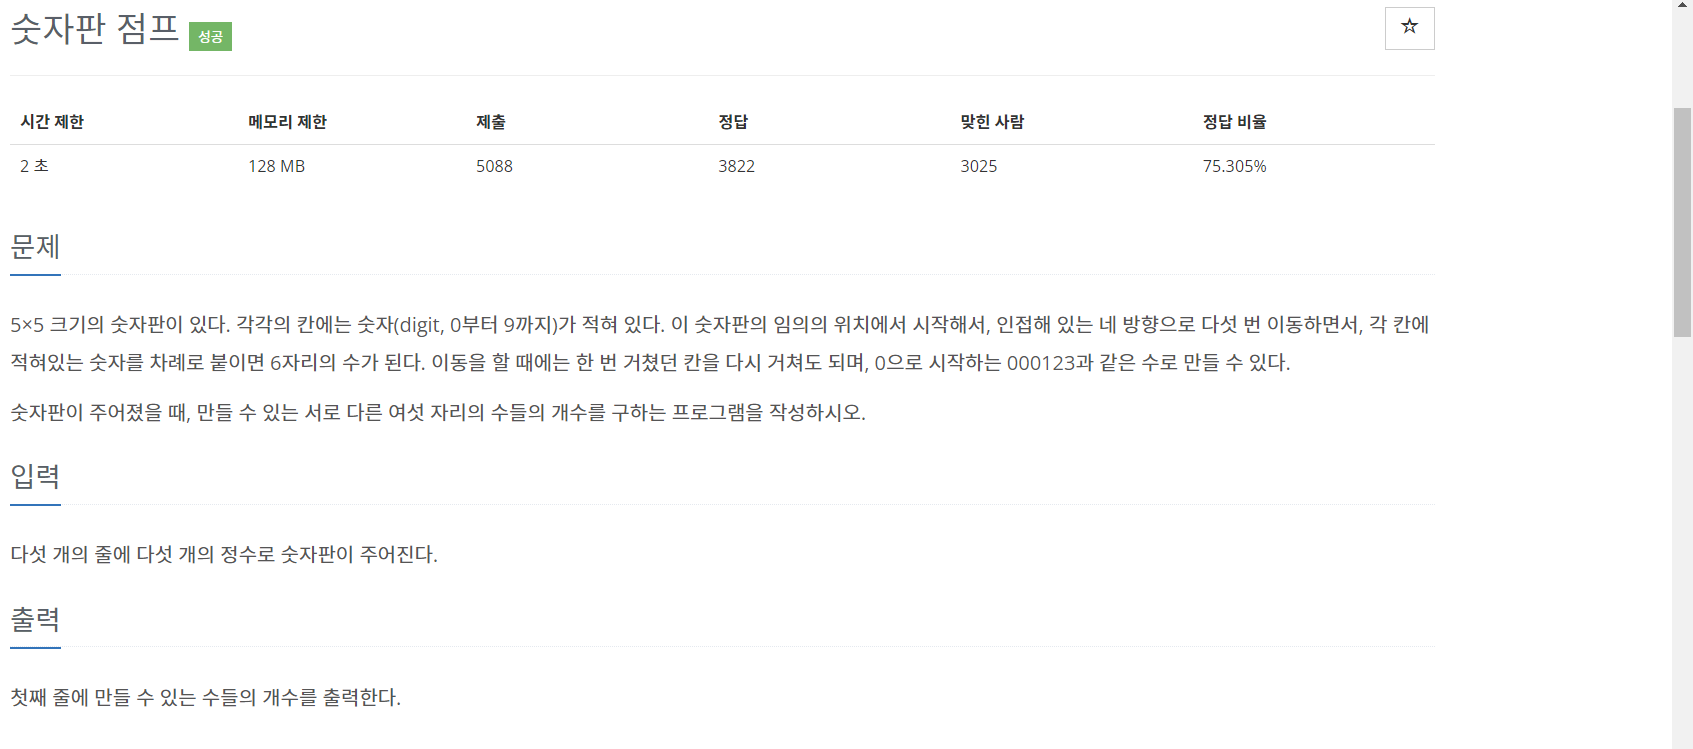 숫자판 점프 성공
시간 제한 메모리 제한 제출 정답 맞힌 사람 정답 비율
2 초 128 MB 5088 3822 3025 75.305%
문제
5×5 크기의 숫자판이 있다. 각각의 칸에는 숫자(digit, 0부터 9까지)가 적혀 있다. 이 숫자판의 임의의 위치에서 시작해서, 인접해 있는 네 방향으로 다섯 번 이동하면서, 각 칸에
적혀있는 숫자를 차례로 붙이면 6자리의 수가 된다. 이동을 할 때에는 한 번 거쳤던 칸을 다시 거쳐도 되며, 0으로 시작하는 000123과 같은 수로 만들 수 있다.
숫자판이 주어졌을 때, 만들 수 있는 서로 다른 여섯 자리의 수들의 개수를 구하는 프로그램을 작성하시오.
입력
다섯 개의 줄에 다섯 개의 정수로 숫자판이 주어진다.
출력
첫째 줄에 만들 수 있는 수들의 개수를 출력한다.